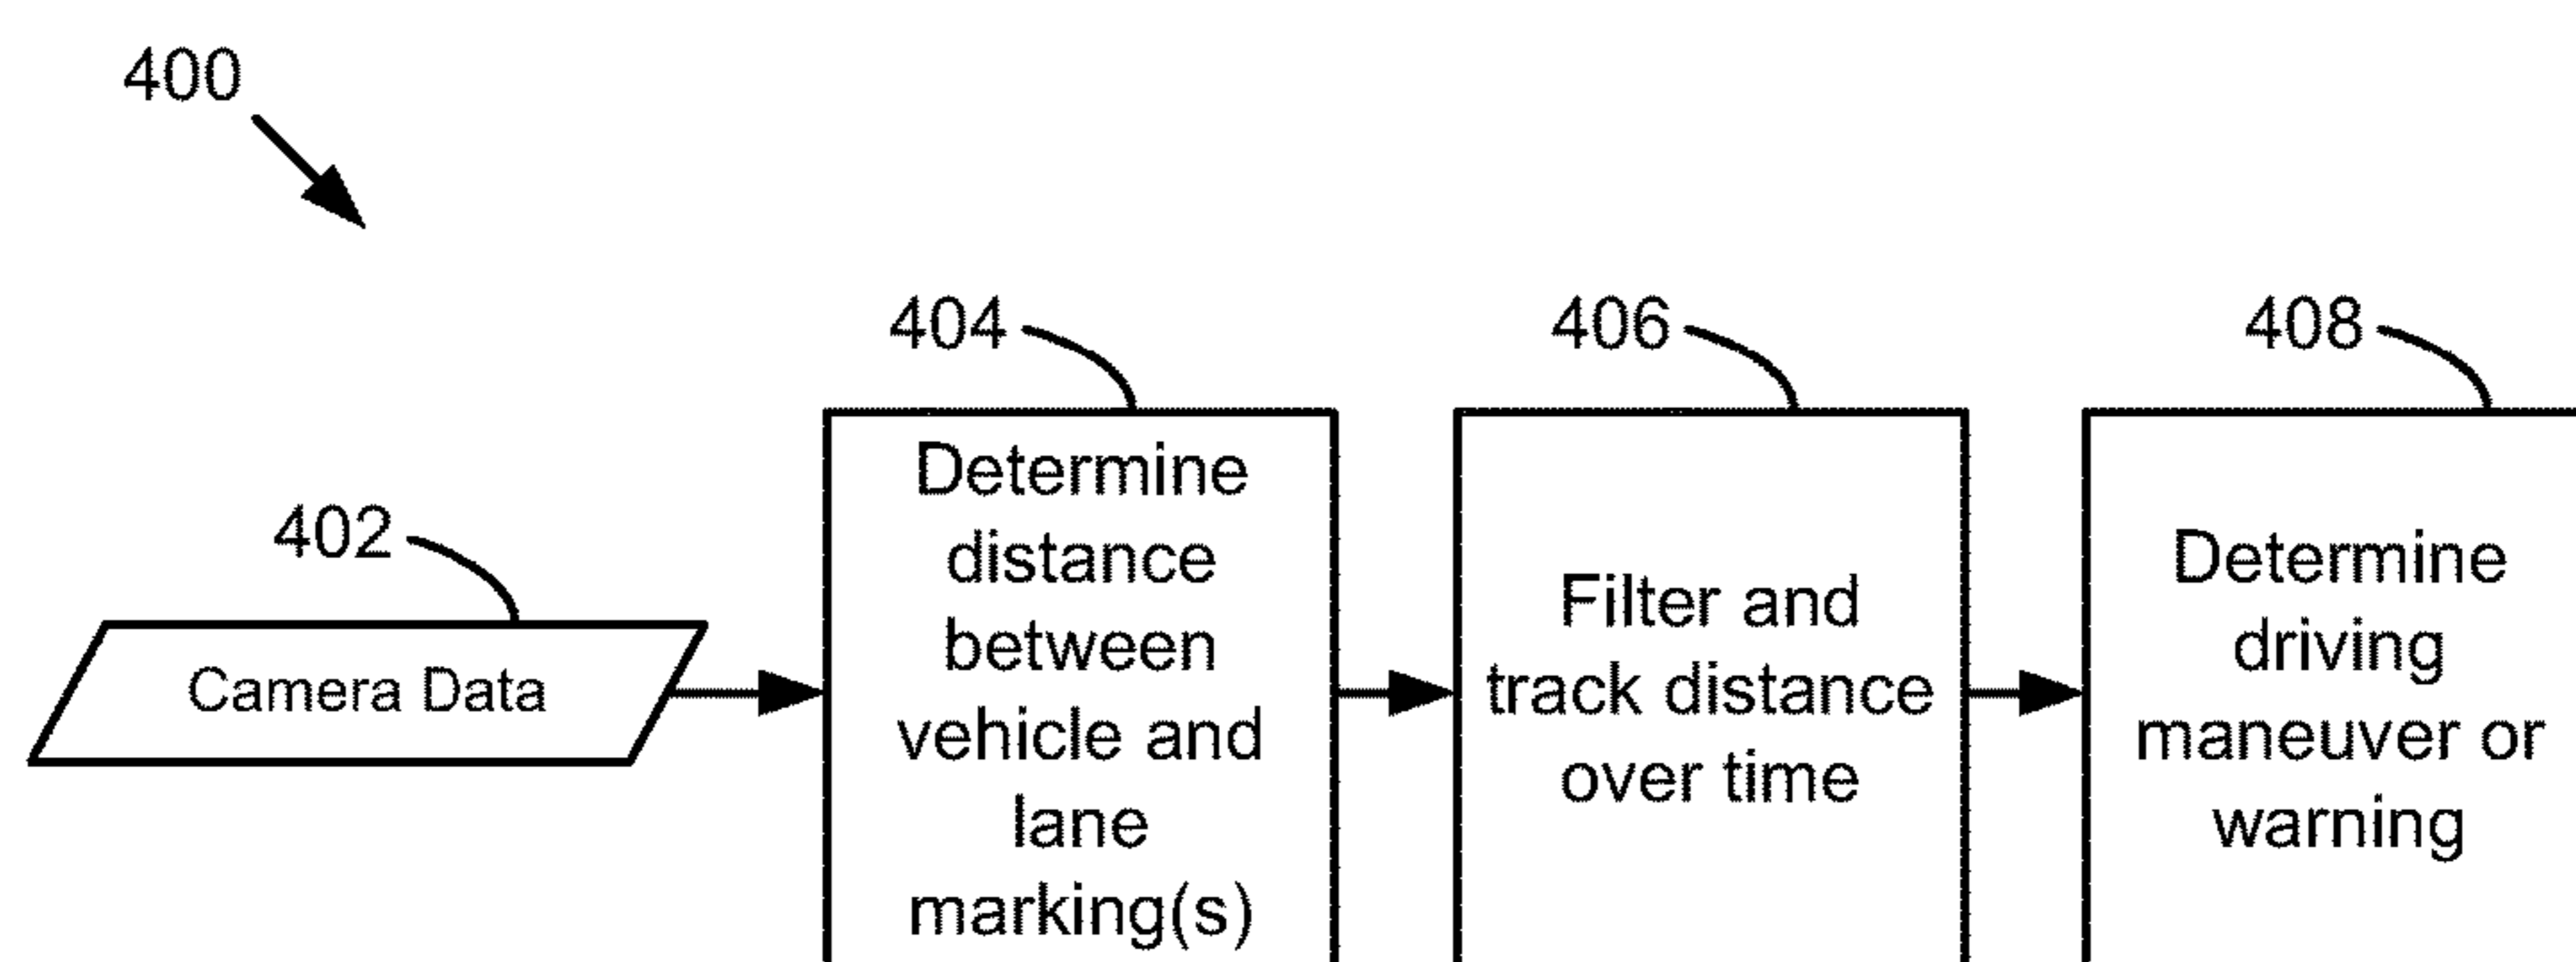 400
404
406
408
402
Camera Data
Determine
distance
between
vehicle and
lane
marking(s)
Filter and
track distance
over time
Determine
driving
maneuver or
warning